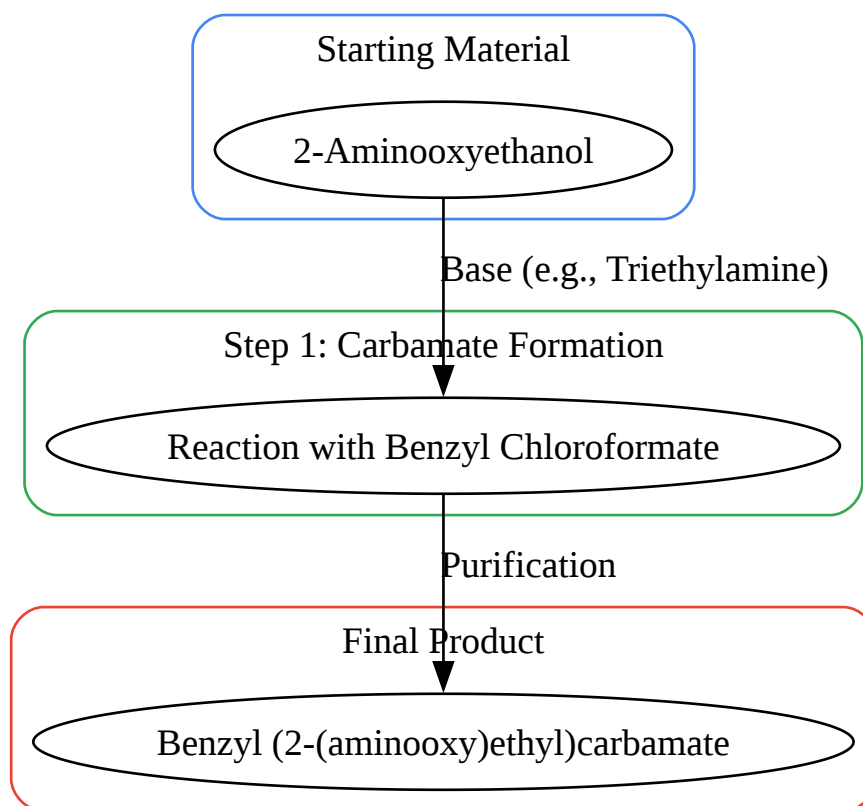 Starting Material
2-Aminooxyethanol
Base (e.g., Triethylamine)
Step 1: Carbamate Formation
Reaction with Benzyl Chloroformate
Purification
Final Product
Benzyl (2-(aminooxy)ethyl)carbamate